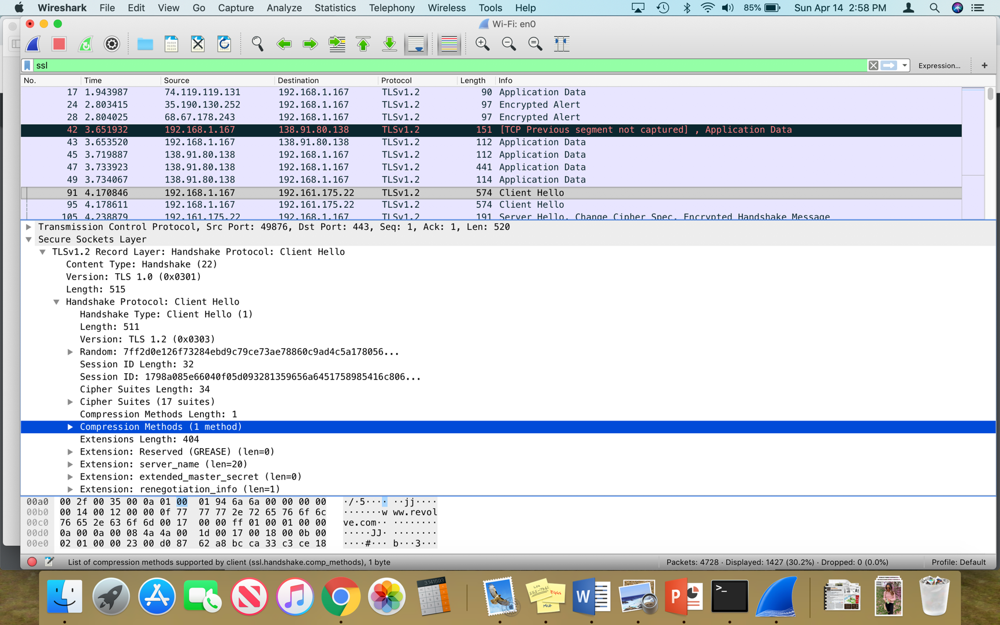 Wireshark File Edit View Go Capture Analyze Statistics Telephony Wireless Tools Help 85% Sun Apr 14 2:58 PM
Wi-Fi: en0
ssl Expression... +
No. Time Source Destination Protocol Length Info
17 1.943987 74.119.119.131 192.168.1.167 TLSv1.2 90 Application Data
24 2.803415 35.190.130.252 192.168.1.167 TLSv1.2 97 Encrypted Alert
28 2.804025 68.67.178.243 192.168.1.167 TLSv1.2 97 Encrypted Alert
42 3.651932 192.168.1.167 138.91.80.138 TLSv1.2 151 [TCP Previous segment not captured] , Application Data
43 3.653520 192.168.1.167 138.91.80.138 TLSv1.2 112 Application Data
45 3.719887 138.91.80.138 192.168.1.167 TLSv1.2 112 Application Data
47 3.733923 138.91.80.138 192.168.1.167 TLSv1.2 441 Application Data
49 3.734067 138.91.80.138 192.168.1.167 TLSv1.2 114 Application Data
91 4.170846 192.168.1.167 192.161.175.22 TLSv1.2 574 Client Hello
95 4.178611 192.168.1.167 192.161.175.22 TLSv1.2 574 Client Hello
105 4.238879 192.161.175.22 192.168.1.167 TLSv1.2 191 Server Hello, Change Cipher Spec, Encrypted Handshake Message
Transmission Control Protocol, Src Port: 49876, Dst Port: 443, Seq: 1, Ack: 1, Len: 520
Secure Sockets Layer
TLSv1.2 Record Layer: Handshake Protocol: Client Hello
Content Type: Handshake (22)
Version: TLS 1.0 (0x0301)
Length: 515
Handshake Protocol: Client Hello
Handshake Type: Client Hello (1)
Length: 511
Version: TLS 1.2 (0x0303)
Random: 7ff2d0e126f73284ebd9c79ce73ae78860c9ad4c5a178056...
Session ID Length: 32
Session ID: 1798a085e66040f05d093281359656a6451758985416c806...
Cipher Suites Length: 34
Cipher Suites (17 suites)
Compression Methods Length: 1
Compression Methods (1 method)
Extensions Length: 404
Extension: Reserved (GREASE) (len=0)
Extension: server_name (len=20)
Extension: extended_master_secret (len=0)
Extension: renegotiation_info (len=1)
00a0 00 2f 00 35 00 0a 01 00 01 94 6a 6a 00 00 00 00 ·/·5···· ··jj····
00b0 00 14 00 12 00 00 0f 77 77 77 2e 72 65 76 6f 6c ·······w ww.revol
00c0 76 65 2e 63 6f 6d 00 17 00 00 ff 01 00 01 00 00 ve.com·· ········
00d0 0a 00 0a 00 08 4a 4a 00 1d 00 17 00 18 00 0b 00 ·····JJ· ········
00e0 02 01 00 00 23 00 d0 87 62 a8 bc ca 33 c3 ce 18 ····#··· b···3···
List of compression methods supported by client (ssl.handshake.comp_methods), 1 byte Packets: 4728 · Displayed: 1427 (30.2%) · Dropped: 0 (0.0%) Profile: Default
3.141593
EGGS
MILK
W
P
>_